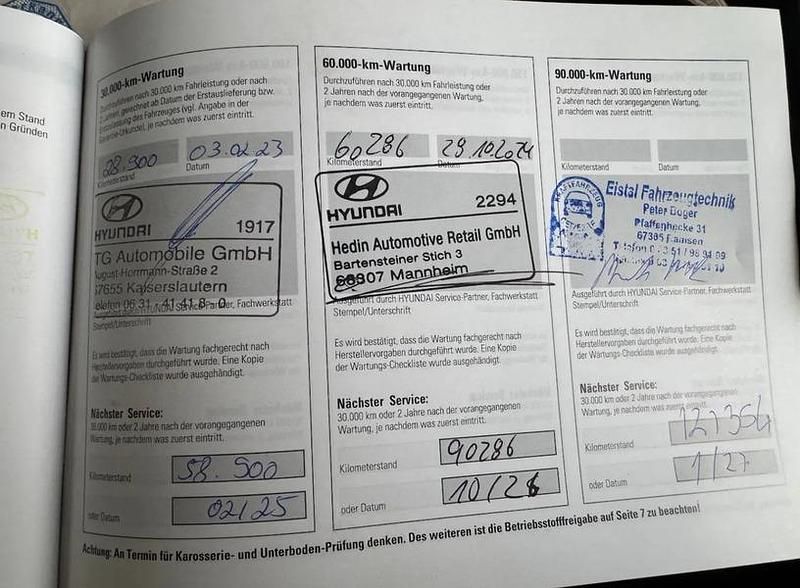 em Stand
n Gründen
30.000-km-Wartung
Durchzuführen nach 30.000 km Fahrleistung oder nach
2 Jahren, gerechnet ab Datum der Erstauslieferung bzw.
Erstzulassung des Fahrzeuges (vgl. Angabe in der
Garantie-Urkunde), je nachdem was zuerst eintritt.
28.900 03.02.23
Kilometerstand Datum
HYUNDAI 1917
TG Automobile GmbH
August-Horrmann-Straße 2
67655 Kaiserslautern
Telefon 06 31 - 41 41 8 - 0
Ausgeführt durch HYUNDAI Service-Partner, Fachwerkstatt
Stempel/Unterschrift
Es wird bestätigt, dass die Wartung fachgerecht nach
Herstellervorgaben durchgeführt wurde. Eine Kopie
der Wartungs-Checkliste wurde ausgehändigt.
Nächster Service:
30.000 km oder 2 Jahre nach der vorangegangenen
Wartung, je nachdem was zuerst eintritt.
Kilometerstand 58.900
oder Datum 02/25
60.000-km-Wartung
Durchzuführen nach 30.000 km Fahrleistung oder
2 Jahren nach der vorangegangenen Wartung,
je nachdem was zuerst eintritt.
60286 29.10.2024
Kilometerstand Datum
HYUNDAI 2294
Hedin Automotive Retail GmbH
Bartensteiner Stich 3
68307 Mannheim
Ausgeführt durch HYUNDAI Service-Partner, Fachwerkstatt
Stempel/Unterschrift
Es wird bestätigt, dass die Wartung fachgerecht nach
Herstellervorgaben durchgeführt wurde. Eine Kopie
der Wartungs-Checkliste wurde ausgehändigt.
Nächster Service:
30.000 km oder 2 Jahre nach der vorangegangenen
Wartung, je nachdem was zuerst eintritt.
Kilometerstand 90286
oder Datum 10/26
90.000-km-Wartung
Durchzuführen nach 30.000 km Fahrleistung oder
2 Jahren nach der vorangegangenen Wartung,
je nachdem was zuerst eintritt.
Kilometerstand Datum
Eistal Fahrzeugtechnik
Peter Boger
Pfaffenhecke 31
67305 Ramsen
Ausgeführt durch HYUNDAI Service-Partner, Fachwerkstatt
Stempel/Unterschrift
Es wird bestätigt, dass die Wartung fachgerecht nach
Herstellervorgaben durchgeführt wurde. Eine Kopie
der Wartungs-Checkliste wurde ausgehändigt.
Nächster Service:
30.000 km oder 2 Jahre nach der vorangegangenen
Wartung, je nachdem was zuerst eintritt.
Kilometerstand 127354
oder Datum 1/27
Achtung: An Termin für Karosserie- und Unterboden-Prüfung denken. Des weiteren ist die Betriebsstofffreigabe auf Seite 7 zu beachten!